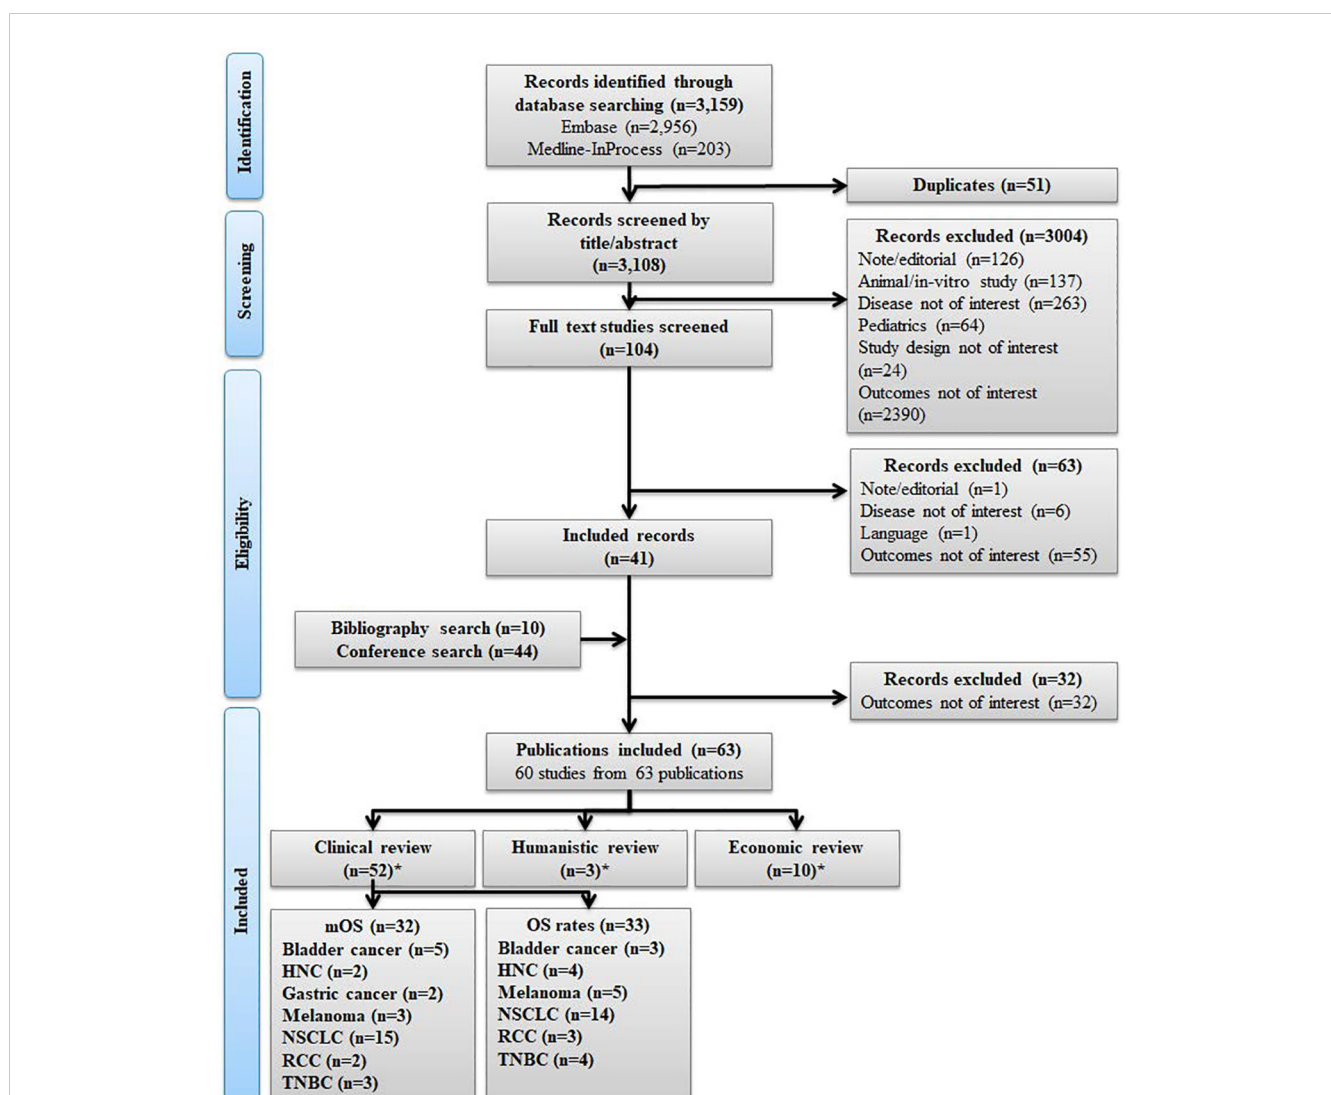 Identification
Records identified through
database searching (n=3,159)
Embase (n=2,956)
Medline-InProcess (n=203)
Duplicates (n=51)
Screening
Records screened by
title/abstract
(n=3,108)
Records excluded (n=3004)
Note/editorial (n=126)
Animal/in-vitro study (n=137)
Disease not of interest (n=263)
Pediatrics (n=64)
Study design not of interest
(n=24)
Outcomes not of interest
(n=2390)
Full text studies screened
(n=104)
Eligibility
Records excluded (n=63)
Note/editorial (n=1)
Disease not of interest (n=6)
Language (n=1)
Outcomes not of interest (n=55)
Included records
(n=41)
Bibliography search (n=10)
Conference search (n=44)
Records excluded (n=32)
Outcomes not of interest (n=32)
Included
Publications included (n=63)
60 studies from 63 publications
Clinical review
(n=52)*
Humanistic review
(n=3)*
Economic review
(n=10)*
mOS (n=32)
Bladder cancer (n=5)
HNC (n=2)
Gastric cancer (n=2)
Melanoma (n=3)
NSCLC (n=15)
RCC (n=2)
TNBC (n=3)
OS rates (n=33)
Bladder cancer (n=3)
HNC (n=4)
Melanoma (n=5)
NSCLC (n=14)
RCC (n=3)
TNBC (n=4)